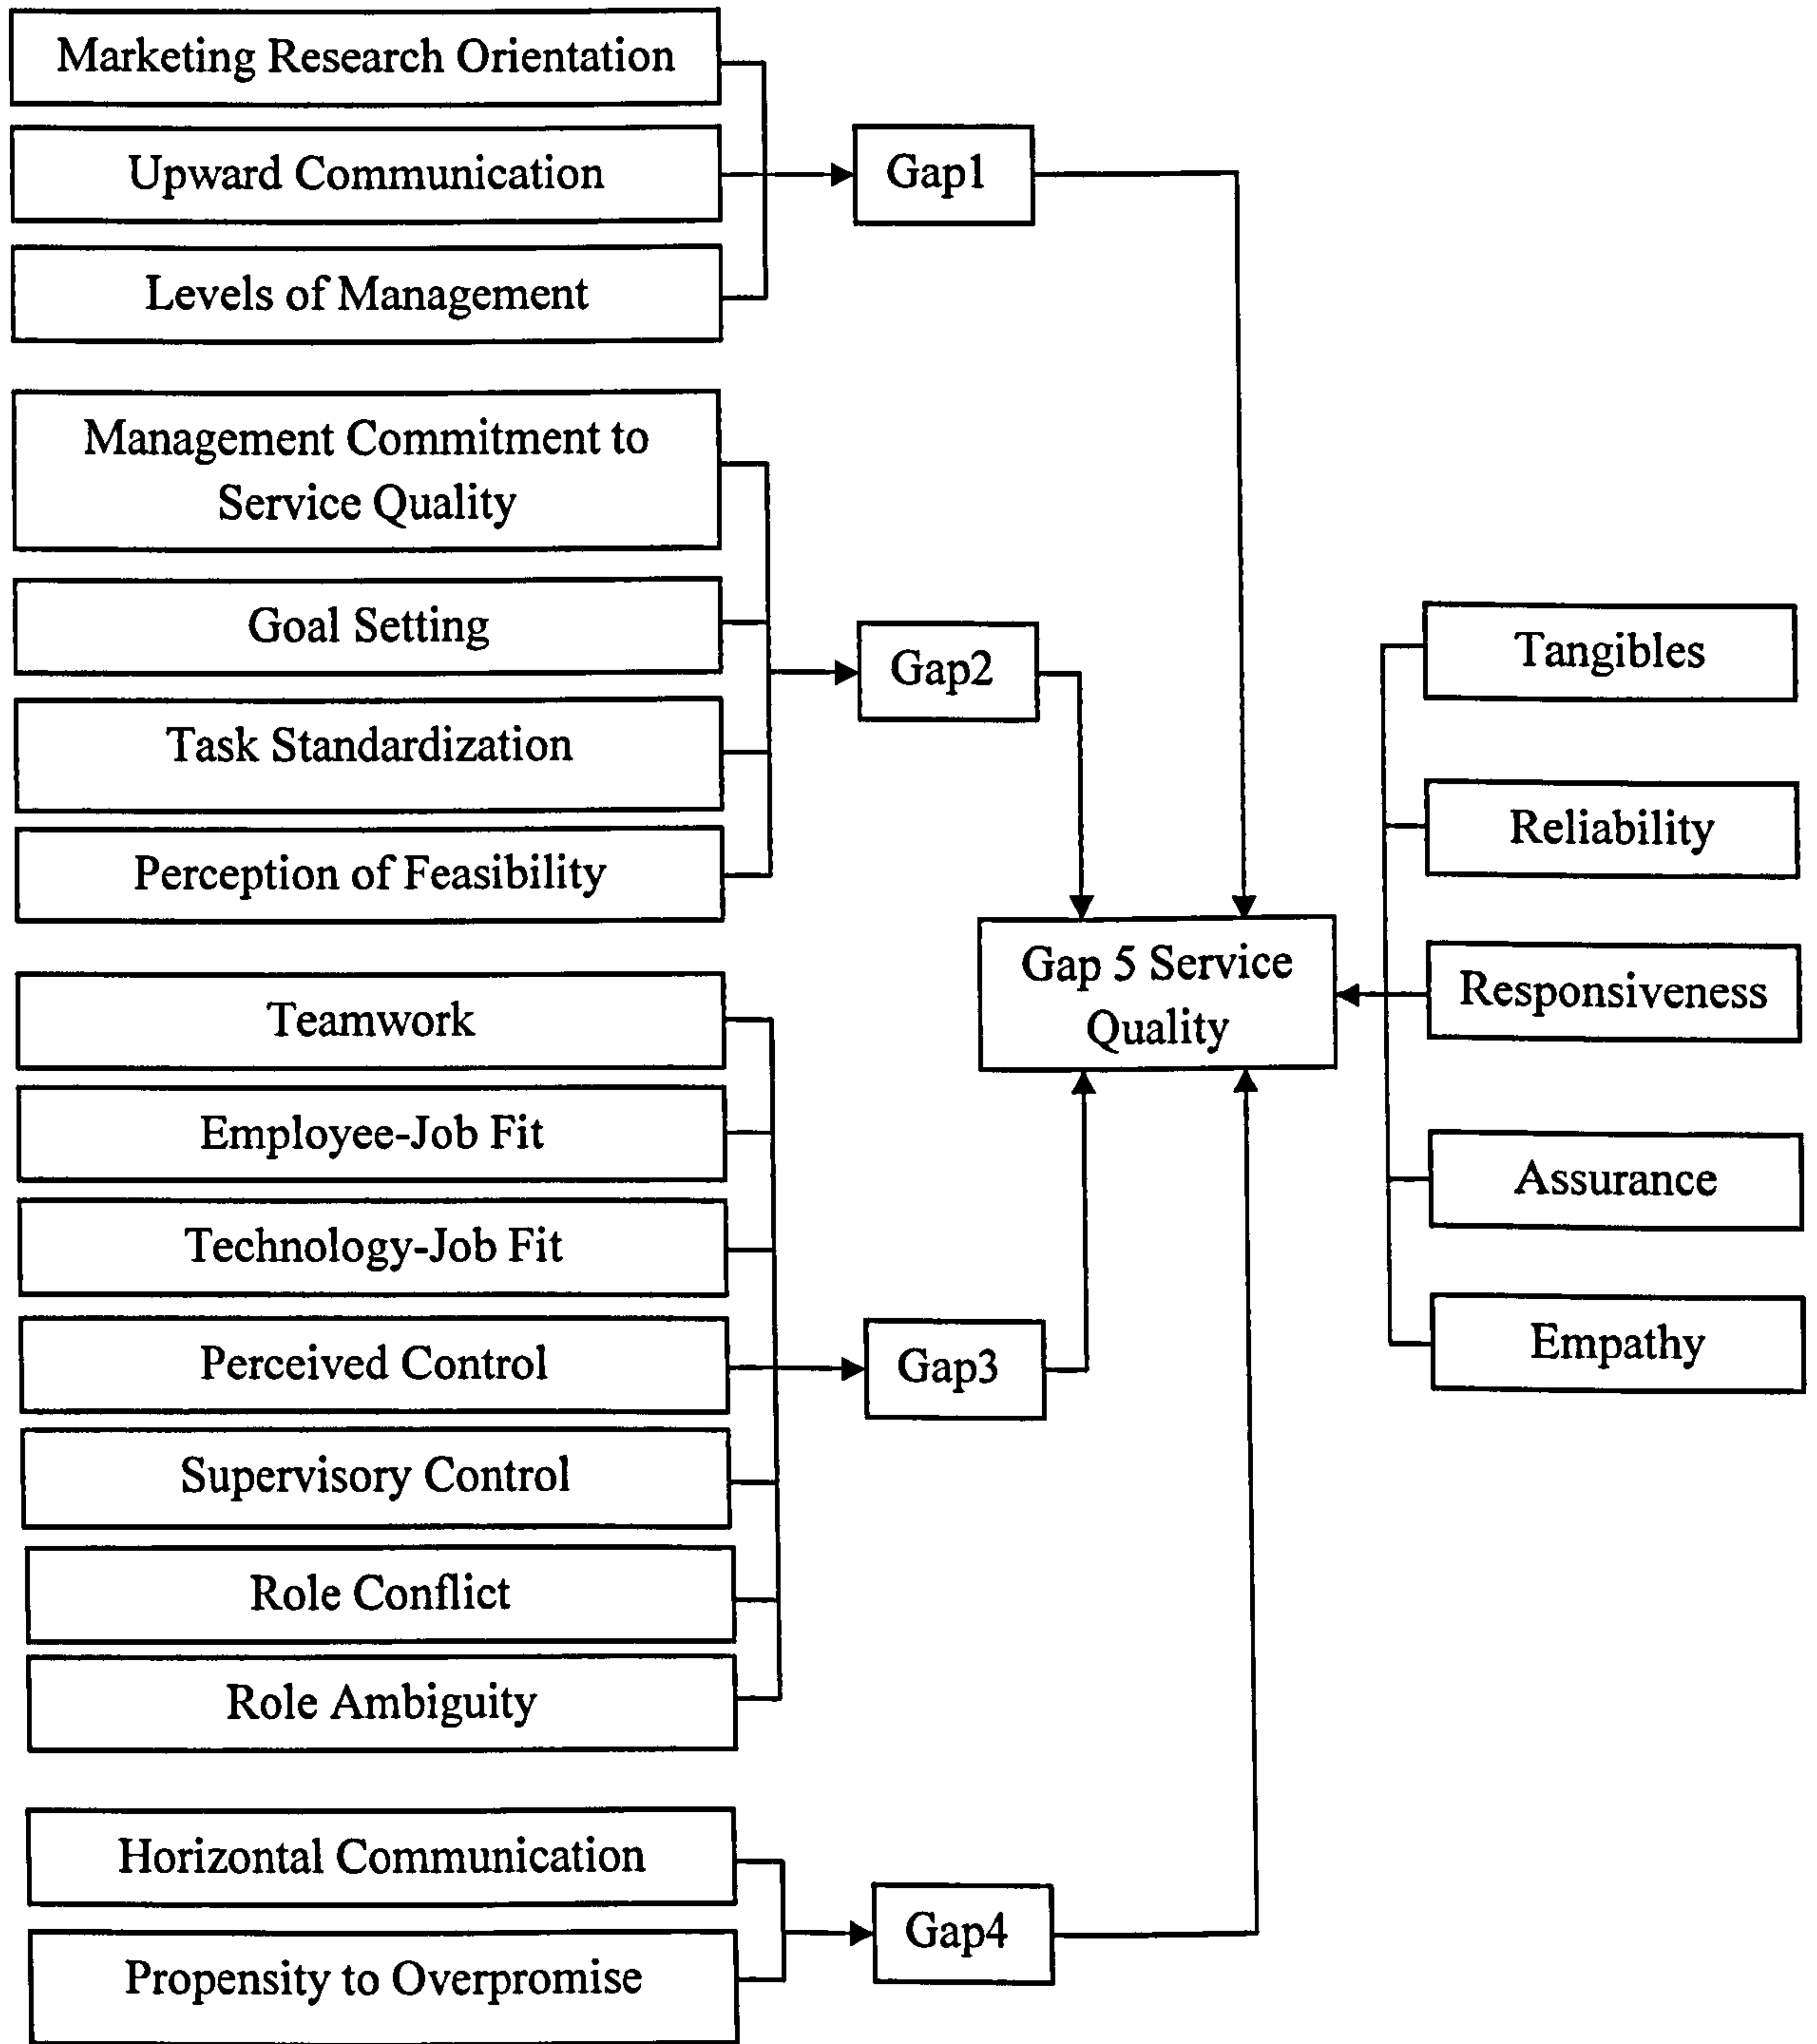 Marketing Research Orientation
Upward Communication
Levels of Management
Gap1
Management Commitment to
Service Quality
Goal Setting
Task Standardization
Perception of Feasibility
Gap2
Teamwork
Employee-Job Fit
Technology-Job Fit
Perceived Control
Supervisory Control
Role Conflict
Role Ambiguity
Gap3
Horizontal Communication
Propensity to Overpromise
Gap4
Gap 5 Service
Quality
Tangibles
Reliability
Responsiveness
Assurance
Empathy